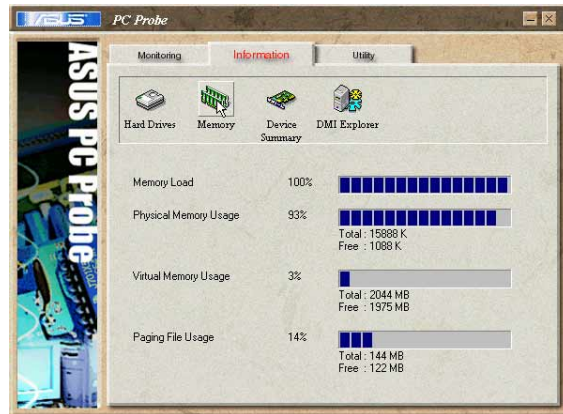 ASUS PC Probe
Monitoring Information Utility
ASUS PC Probe
Hard Drives Memory Device Summary DMI Explorer
Memory Load 100%
Physical Memory Usage 93%
Total : 15888 K
Free : 1088 K
Virtual Memory Usage 3%
Total : 2044 MB
Free : 1975 MB
Paging File Usage 14%
Total : 144 MB
Free : 122 MB